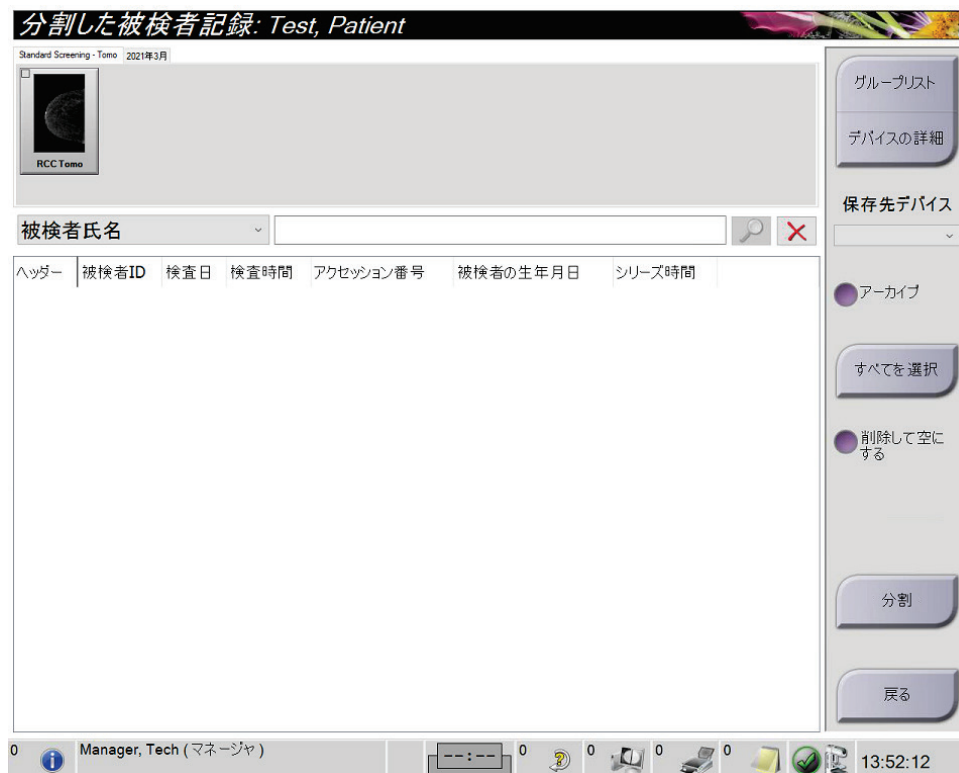 分割した被検者記録: Test, Patient
Standard Screening - Tomo 2021年3月
RCC Tomo
グループリスト
デバイスの詳細
保存先デバイス
被検者氏名
ヘッダー 被検者ID 検査日 検査時間 アクセッション番号 被検者の生年月日 シリーズ時間
アーカイブ
すべてを選択
削除して空に
する
分割
戻る
0 Manager, Tech (マネージャ) --:-- 0 0 0 0 13:52:12